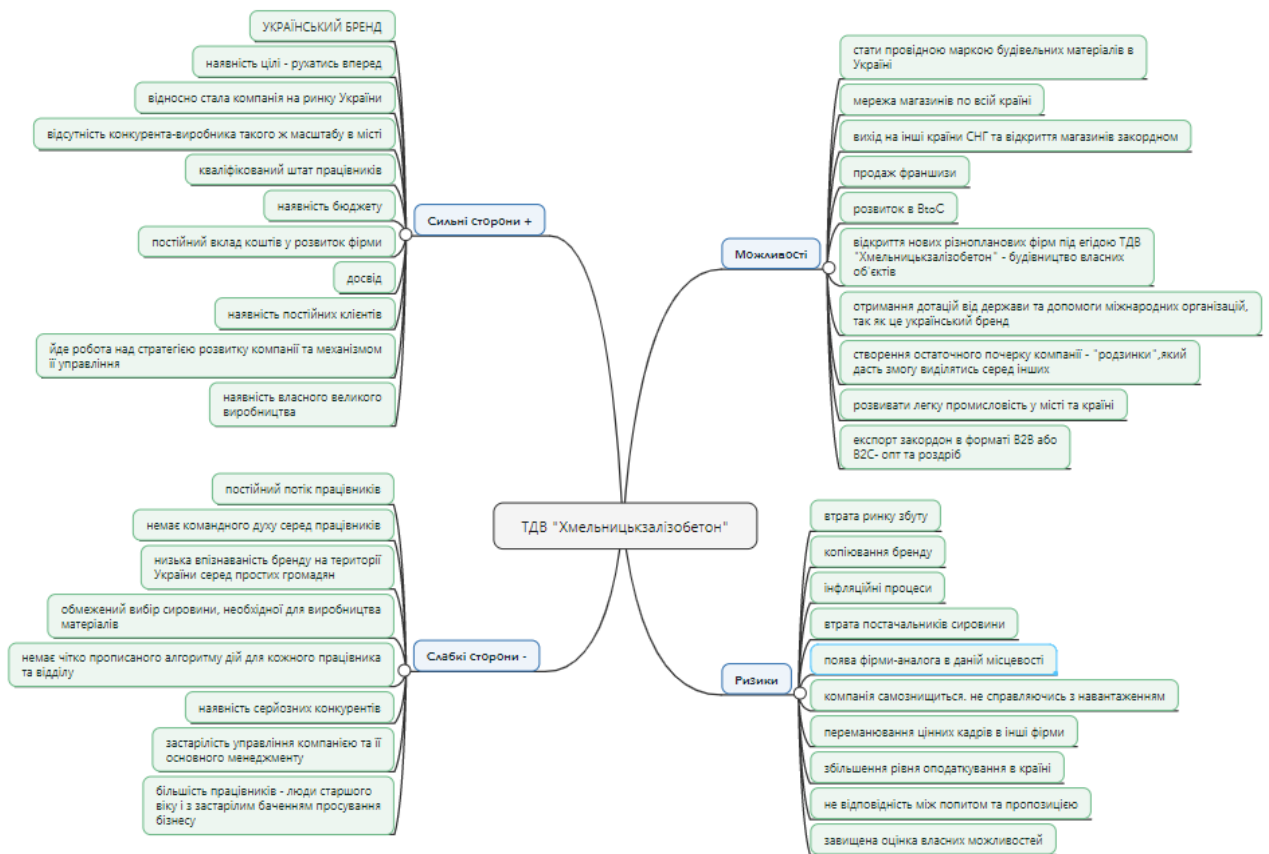 УКРАЇНСЬКИЙ БРЕНД
наявність цілі - рухатись вперед
відносно стала компанія на ринку України
відсутність конкурента-виробника такого ж масштабу в місті
кваліфікований штат працівників
наявність бюджету
постійний вклад коштів у розвиток фірми
досвід
наявність постійних клієнтів
йде робота над стратегією розвитку компанії та механізмом
її управління
наявність власного великого
виробництва
Сильні сторони +
постійний потік працівників
немає командного духу серед працівників
низька впізнаваність бренду на території
України серед простих громадян
обмежений вибір сировини, необхідної для виробництва
матеріалів
немає чітко прописаного алгоритму дій для кожного працівника
та відділу
наявність серйозних конкурентів
застарілість управління компанією та її
основного менеджменту
більшість працівників - люди старшого
віку і з застарілим баченням просування
бізнесу
Слабкі сторони -
ТДВ "Хмельницькзалізобетон"
Можливості
стати провідною маркою будівельних матеріалів в
Україні
мережа магазинів по всій країні
вихід на інші країни СНГ та відкриття магазинів закордном
продаж франшизи
розвиток в BtoC
відкриття нових різнопланових фірм під егідою ТДВ
"Хмельницькзалізобетон" - будівництво власних
об'єктів
отримання дотацій від держави та допомоги міжнародних організацій,
так як це український бренд
створення остаточного почерку компанії - "родзинки",який
дасть змогу виділятись серед інших
розвивати легку промисловість у місті та країні
експорт закордон в форматі B2B або
B2C- опт та роздріб
Ризики
втрата ринку збуту
копіювання бренду
інфляційні процеси
втрата постачальників сировини
поява фірми-аналога в даній місцевості
компанія самознищиться. не справляючись з навантаженням
переманювання цінних кадрів в інші фірми
збільшення рівня оподаткування в країні
не відповідність між попитом та пропозицією
завищена оцінка власних можливостей